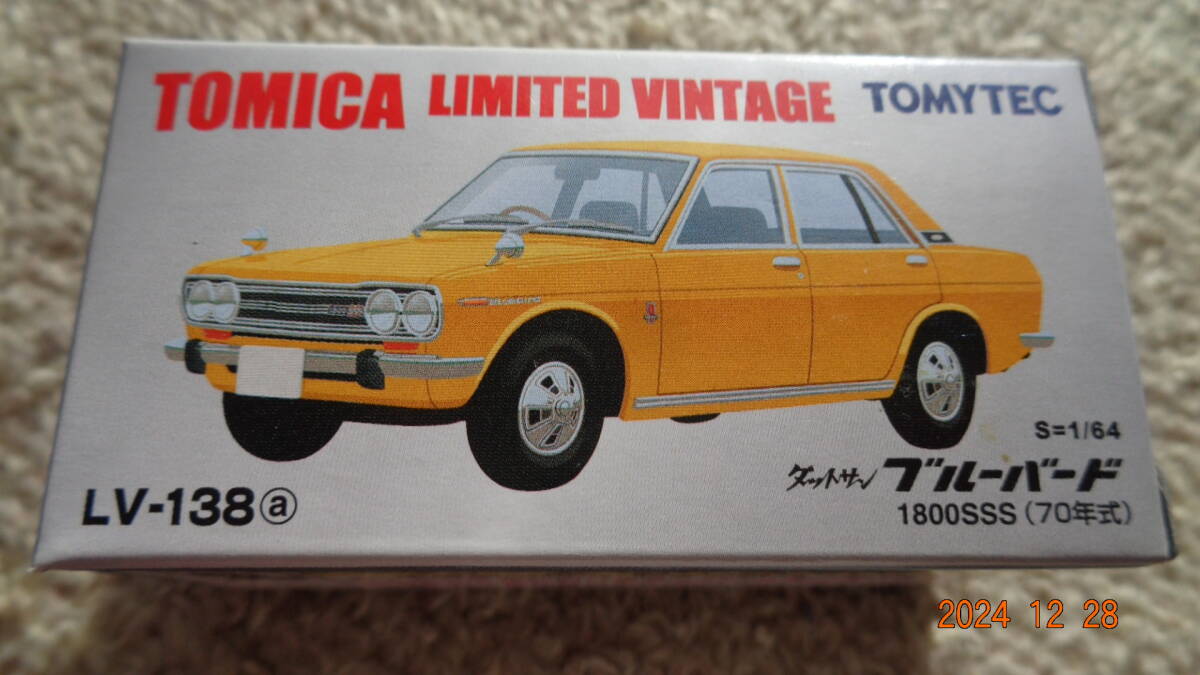 TOMICA LIMITED VINTAGE TOMYTEC
S=1/64
ダットサン ブルーバード
LV-138ⓐ
1800SSS (70年式)
2024 12 28